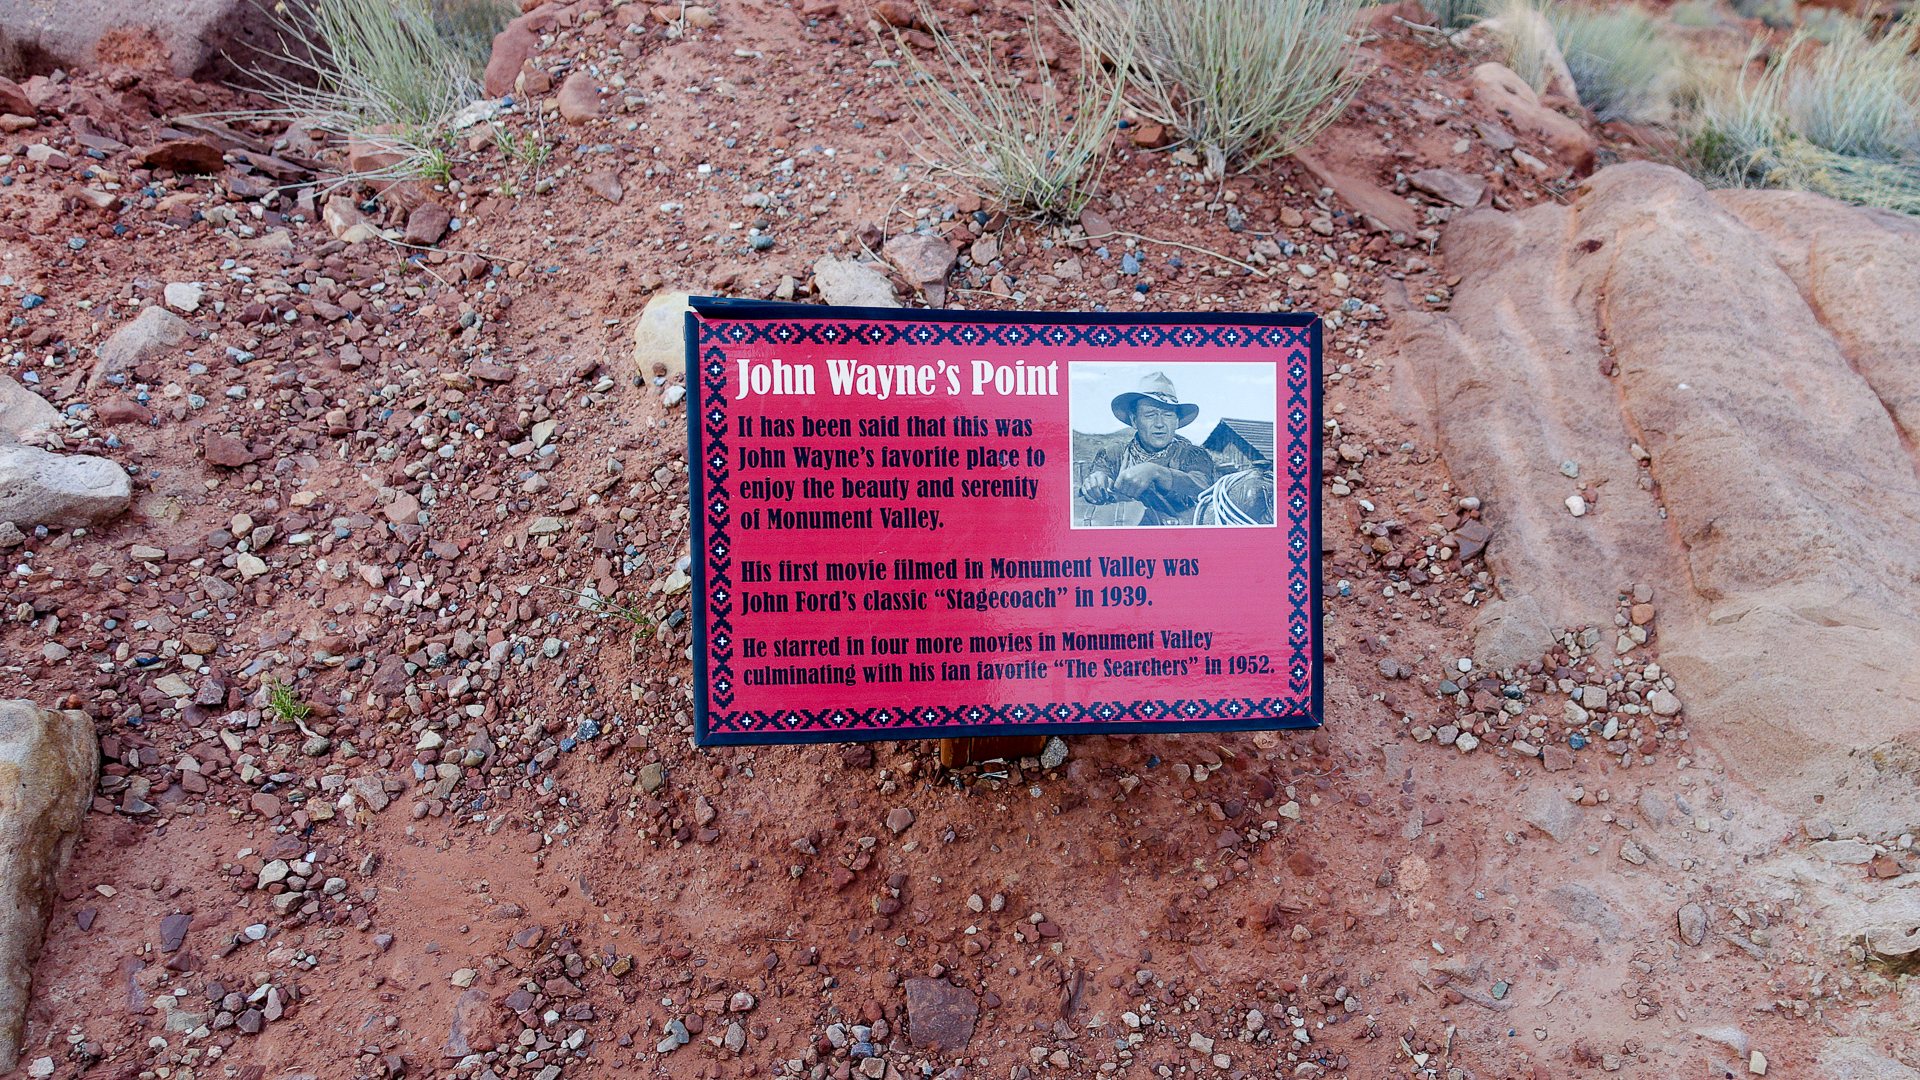 John Wayne's Point
It has been said that this was
John Wayne's favorite place to
enjoy the beauty and serenity
of Monument Valley.
His first movie filmed in Monument Valley was
John Ford's classic “Stagecoach” in 1939.
He starred in four more movies in Monument Valley
culminating with his fan favorite “The Searchers” in 1952.